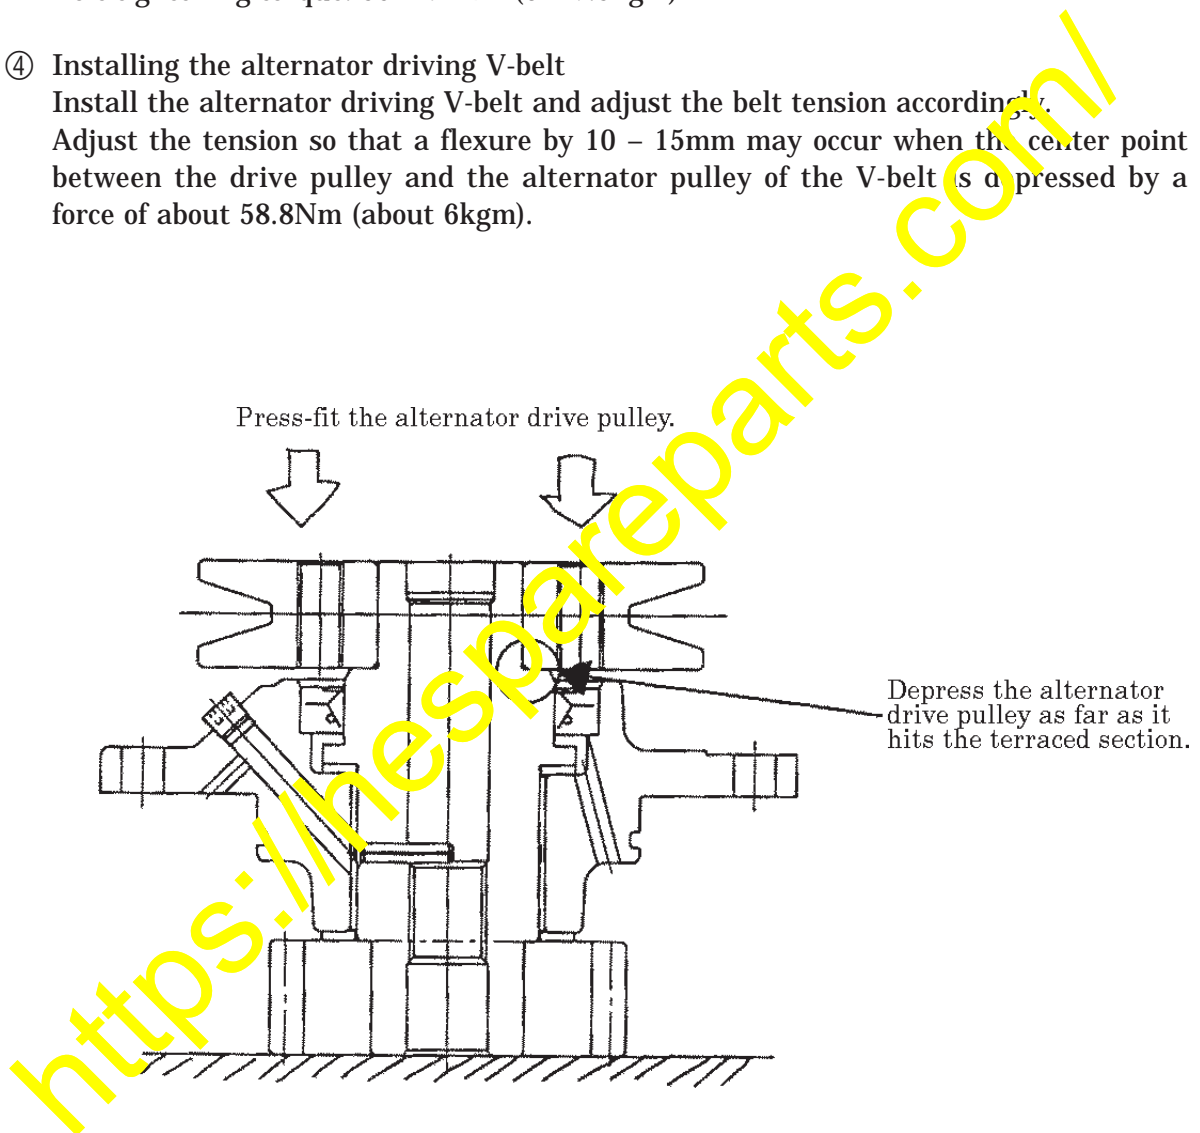 ④ Installing the alternator driving V-belt
Install the alternator driving V-belt and adjust the belt tension accordingly.
Adjust the tension so that a flexure by 10 – 15mm may occur when the center point
between the drive pulley and the alternator pulley of the V-belt is depressed by a
force of about 58.8Nm (about 6kgm).
Press-fit the alternator drive pulley.
Depress the alternator
drive pulley as far as it
hits the terraced section.
https://hespareparts.com/